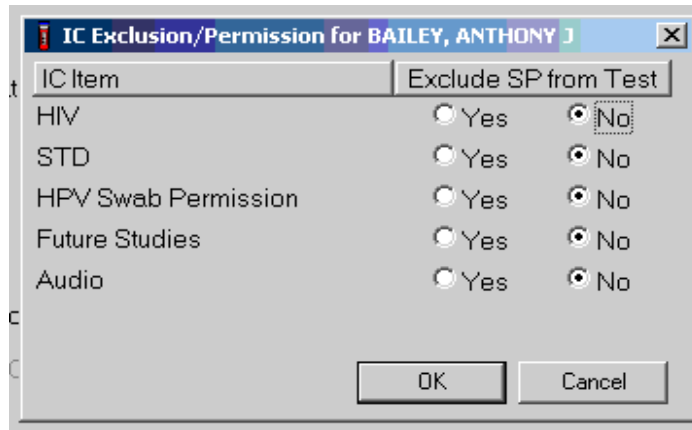 IC Exclusion/Permission for BAILEY, ANTHONY J
IC Item Exclude SP from Test
HIV Yes No
STD Yes No
HPV Swab Permission Yes No
Future Studies Yes No
Audio Yes No
OK Cancel